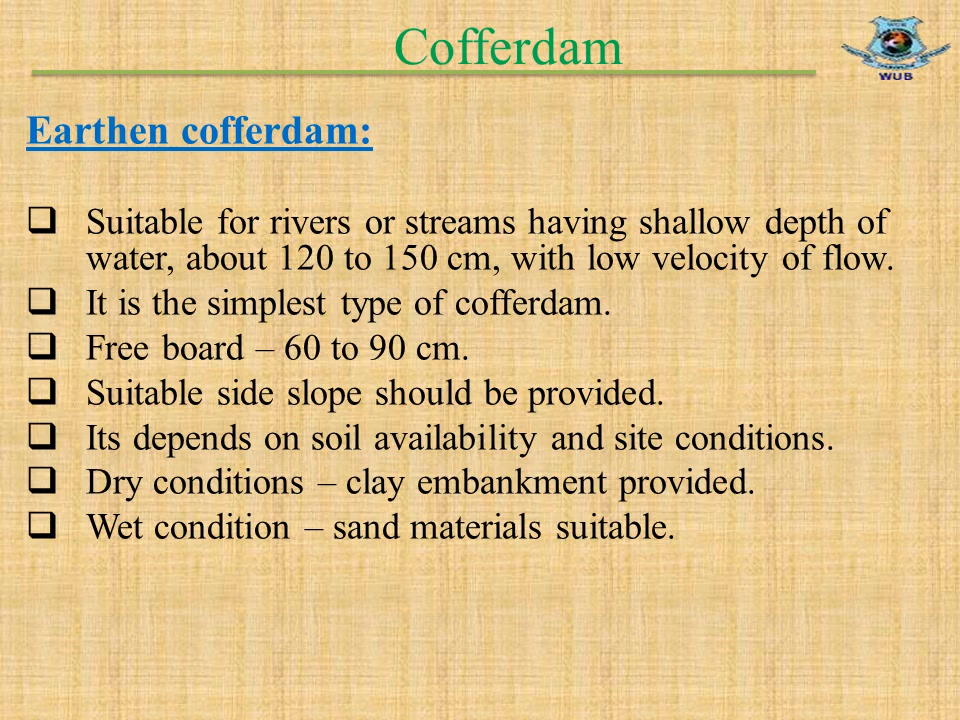 Cofferdam
WUB
Earthen cofferdam:
❑ Suitable for rivers or streams having shallow depth of
water, about 120 to 150 cm, with low velocity of flow.
❑ It is the simplest type of cofferdam.
❑ Free board – 60 to 90 cm.
❑ Suitable side slope should be provided.
❑ Its depends on soil availability and site conditions.
❑ Dry conditions – clay embankment provided.
❑ Wet condition – sand materials suitable.